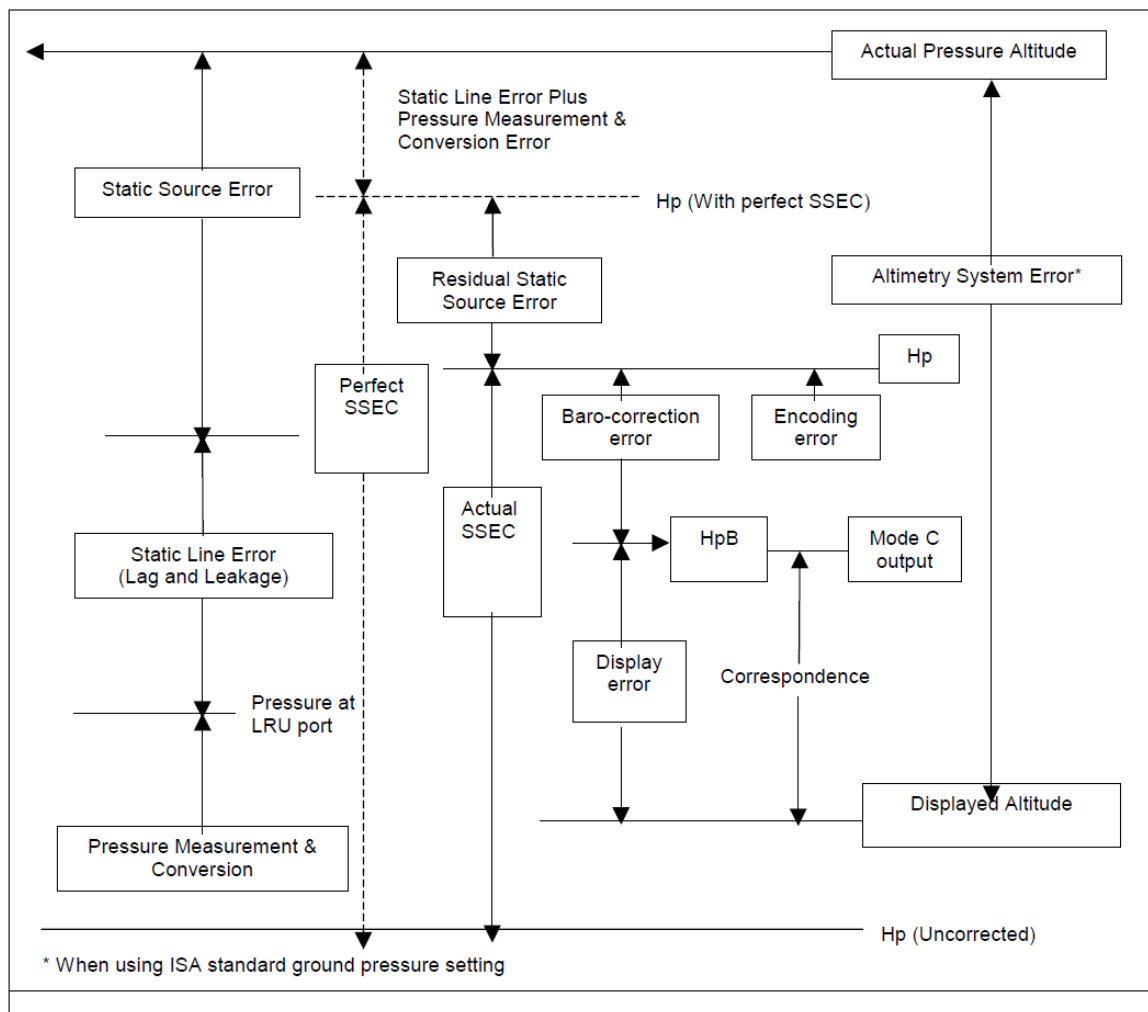 Actual Pressure Altitude
Static Line Error Plus
Pressure Measurement &
Conversion Error
Static Source Error
Hp (With perfect SSEC)
Residual Static
Source Error
Altimetry System Error*
Hp
Perfect
SSEC
Baro-correction
error
Encoding
error
Actual
SSEC
Static Line Error
(Lag and Leakage)
HpB
Mode C
output
Display
error
Correspondence
Pressure at
LRU port
Displayed Altitude
Pressure Measurement &
Conversion
Hp (Uncorrected)
* When using ISA standard ground pressure setting